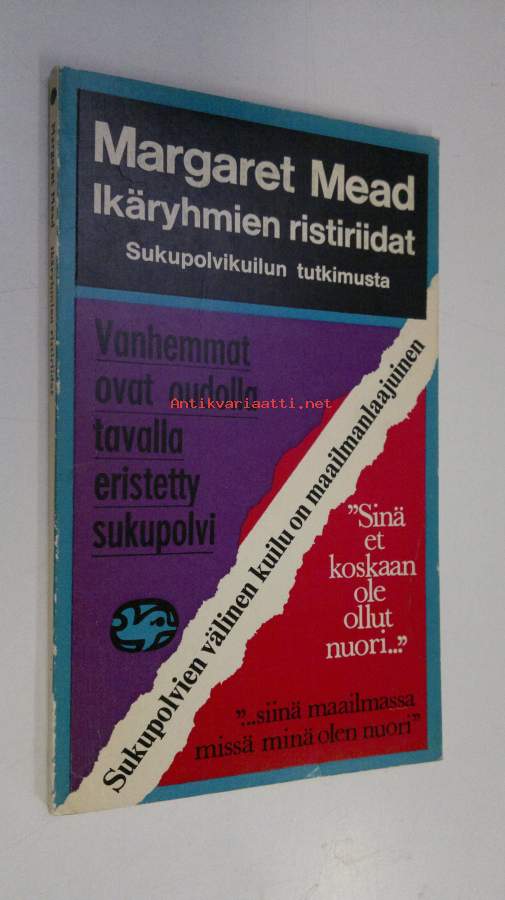 Margaret Mead
Ikäryhmien ristiriidat
Sukupolvikuilun tutkimusta
Vanhemmat
ovat oudolla
tavalla
eristetty
sukupolvi
Antikvariaatti.net
Sukupolvien välinen kuilu on maailmanlaajuinen
"Sinä
et
koskaan
ole
ollut
nuori..."
"...siinä maailmassa
missä minä olen nuori"
Margaret Mead Ikäryhmien ristiriidat